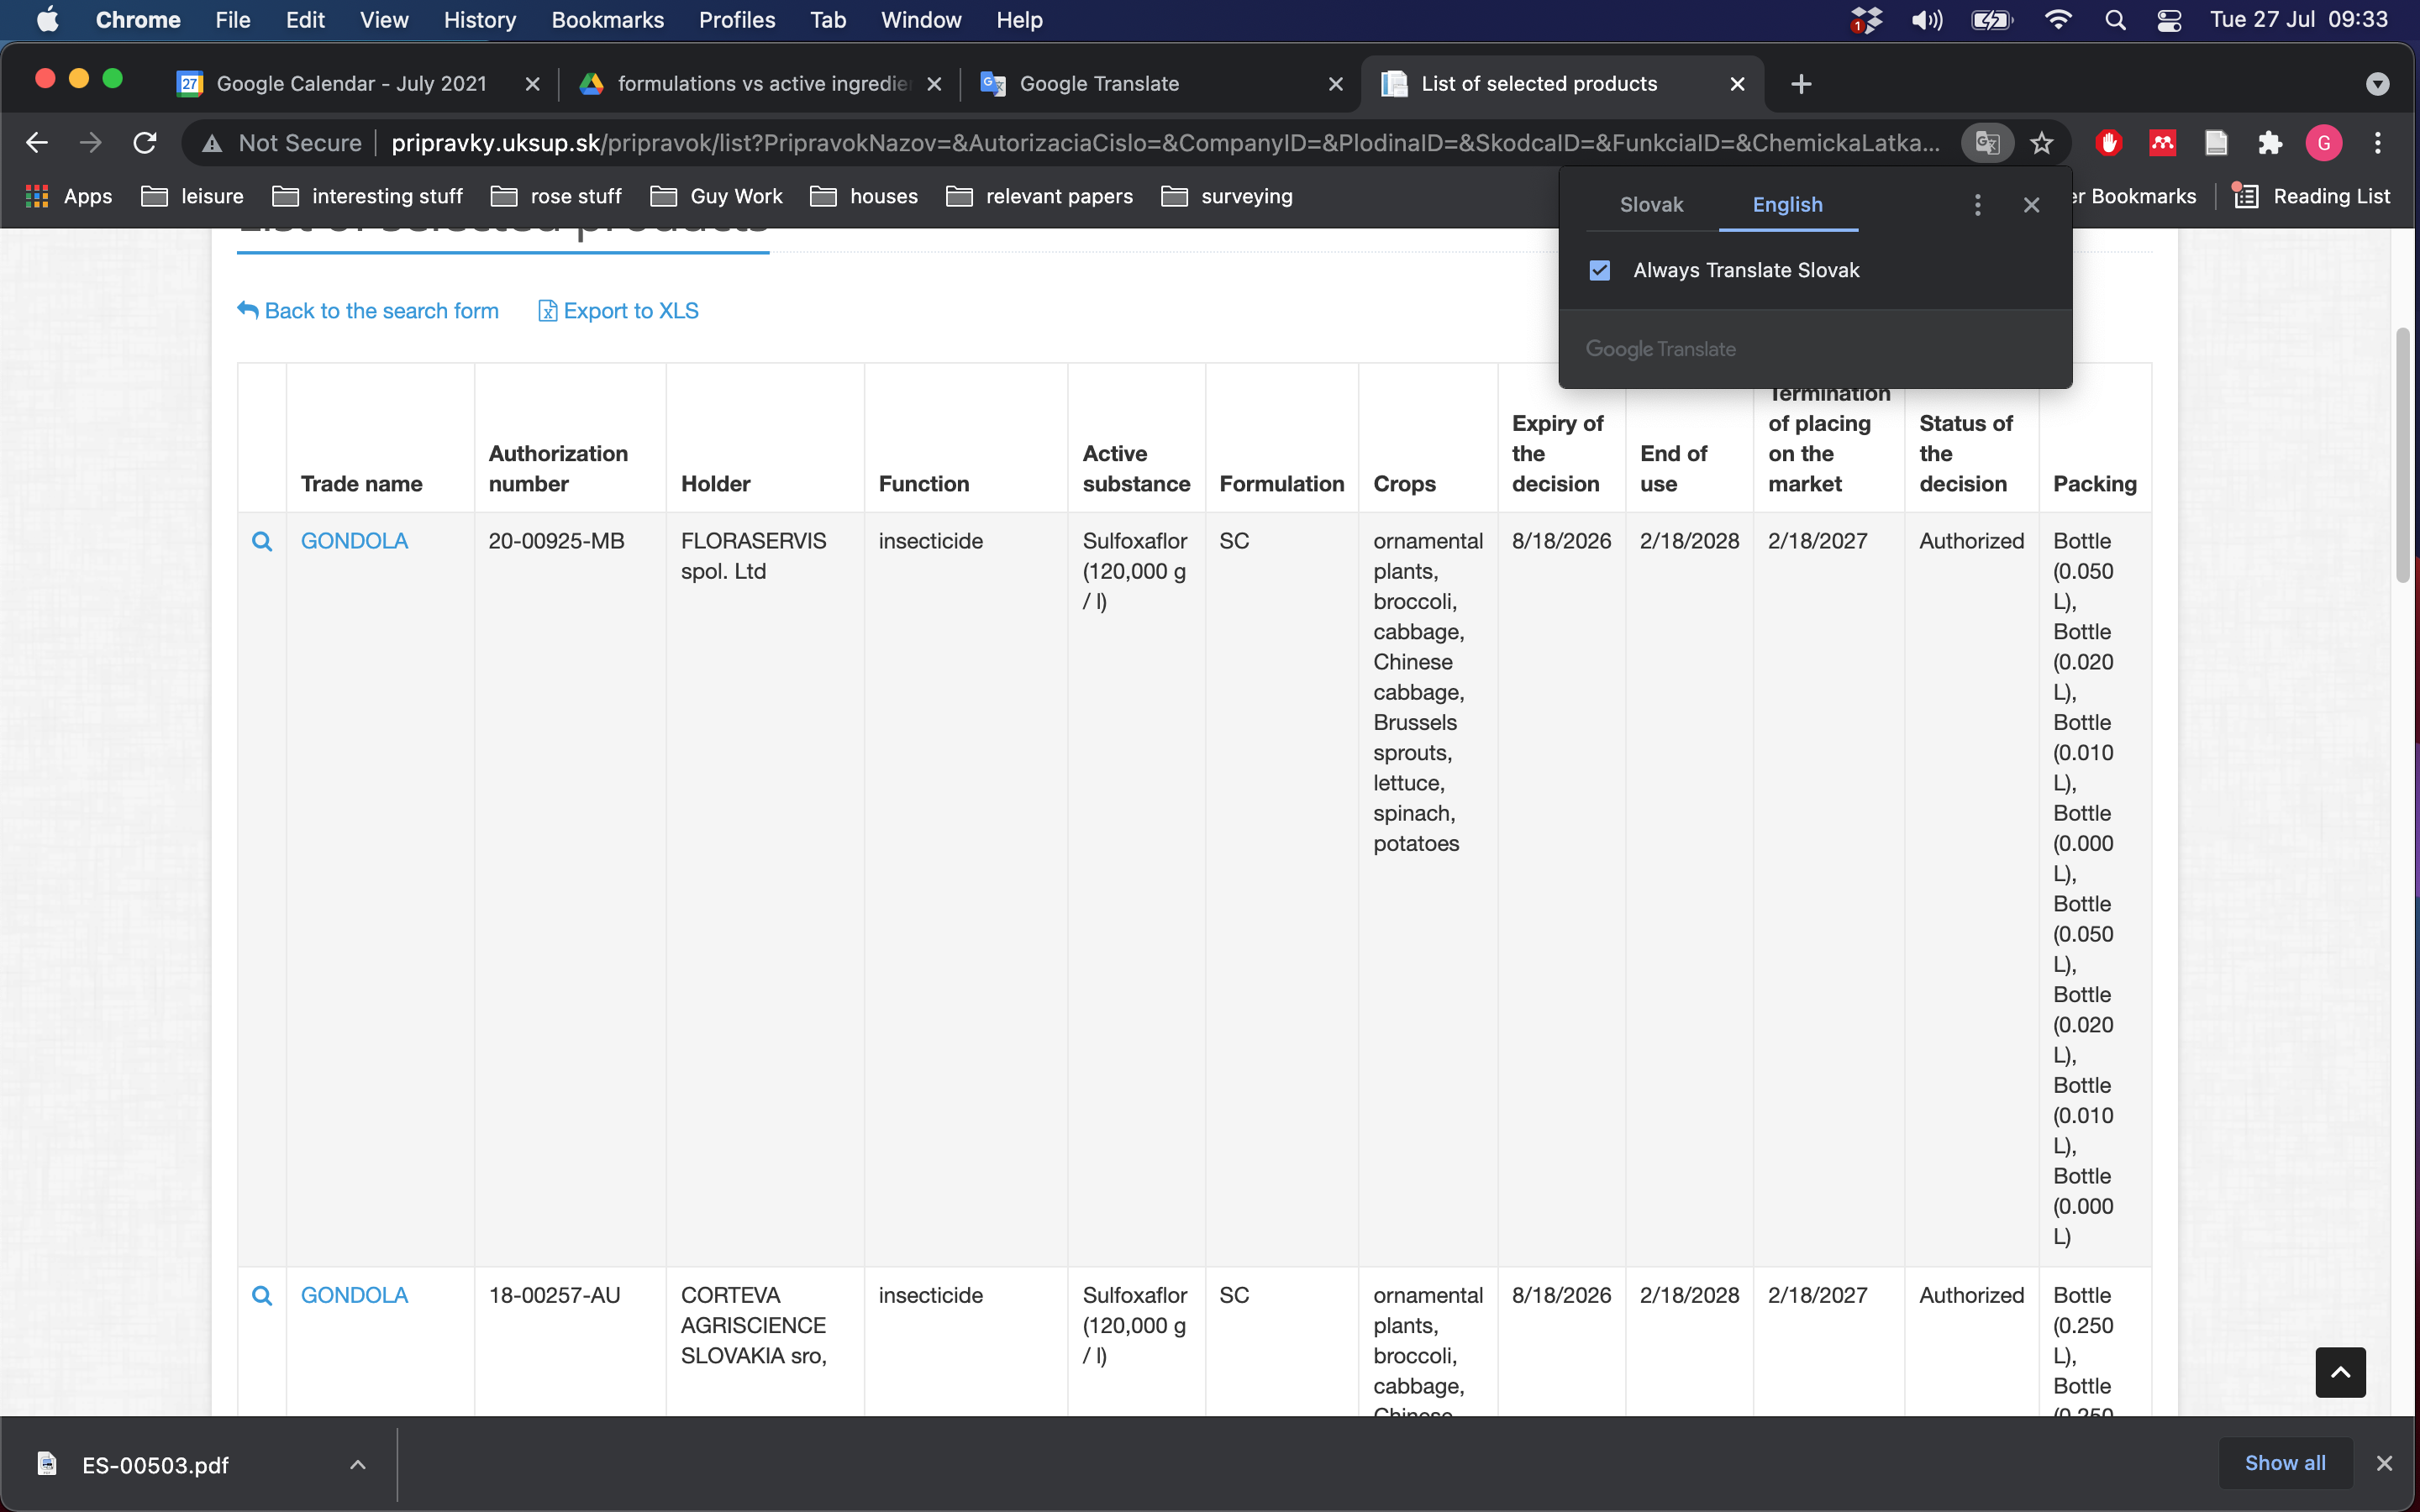 Chrome File Edit View History Bookmarks Profiles Tab Window Help
1
Tue 27 Jul 09:33
27 Google Calendar - July 2021
formulations vs active ingredie
Google Translate
List of selected products
Not Secure pripravky.uksup.sk/pripravok/list?PripravokNazov=&AutorizaciaCislo=&CompanyID=&PlodinaID=&SkodcaID=&FunkciaID=&ChemickaLatka...
G
Apps leisure interesting stuff rose stuff Guy Work houses relevant papers surveying
er Bookmarks Reading List
Slovak English
Always Translate Slovak
Google Translate
List of selected products
Back to the search form Export to XLS
Trade name
Authorization
number
Holder
Function
Active
substance
Formulation
Crops
Expiry of
the
decision
End of
use
Termination
of placing
on the
market
Status of
the
decision
Packing
GONDOLA
20-00925-MB
FLORASERVIS
spol. Ltd
insecticide
Sulfoxaflor
(120,000 g
/ l)
SC
ornamental
plants,
broccoli,
cabbage,
Chinese
cabbage,
Brussels
sprouts,
lettuce,
spinach,
potatoes
8/18/2026
2/18/2028
2/18/2027
Authorized
Bottle
(0.050
L),
Bottle
(0.020
L),
Bottle
(0.010
L),
Bottle
(0.000
L),
Bottle
(0.050
L),
Bottle
(0.020
L),
Bottle
(0.010
L),
Bottle
(0.000
L)
GONDOLA
18-00257-AU
CORTEVA
AGRISCIENCE
SLOVAKIA sro,
insecticide
Sulfoxaflor
(120,000 g
/ l)
SC
ornamental
plants,
broccoli,
cabbage,
Chinese
8/18/2026
2/18/2028
2/18/2027
Authorized
Bottle
(0.250
L),
Bottle
(0.250
ES-00503.pdf
Show all